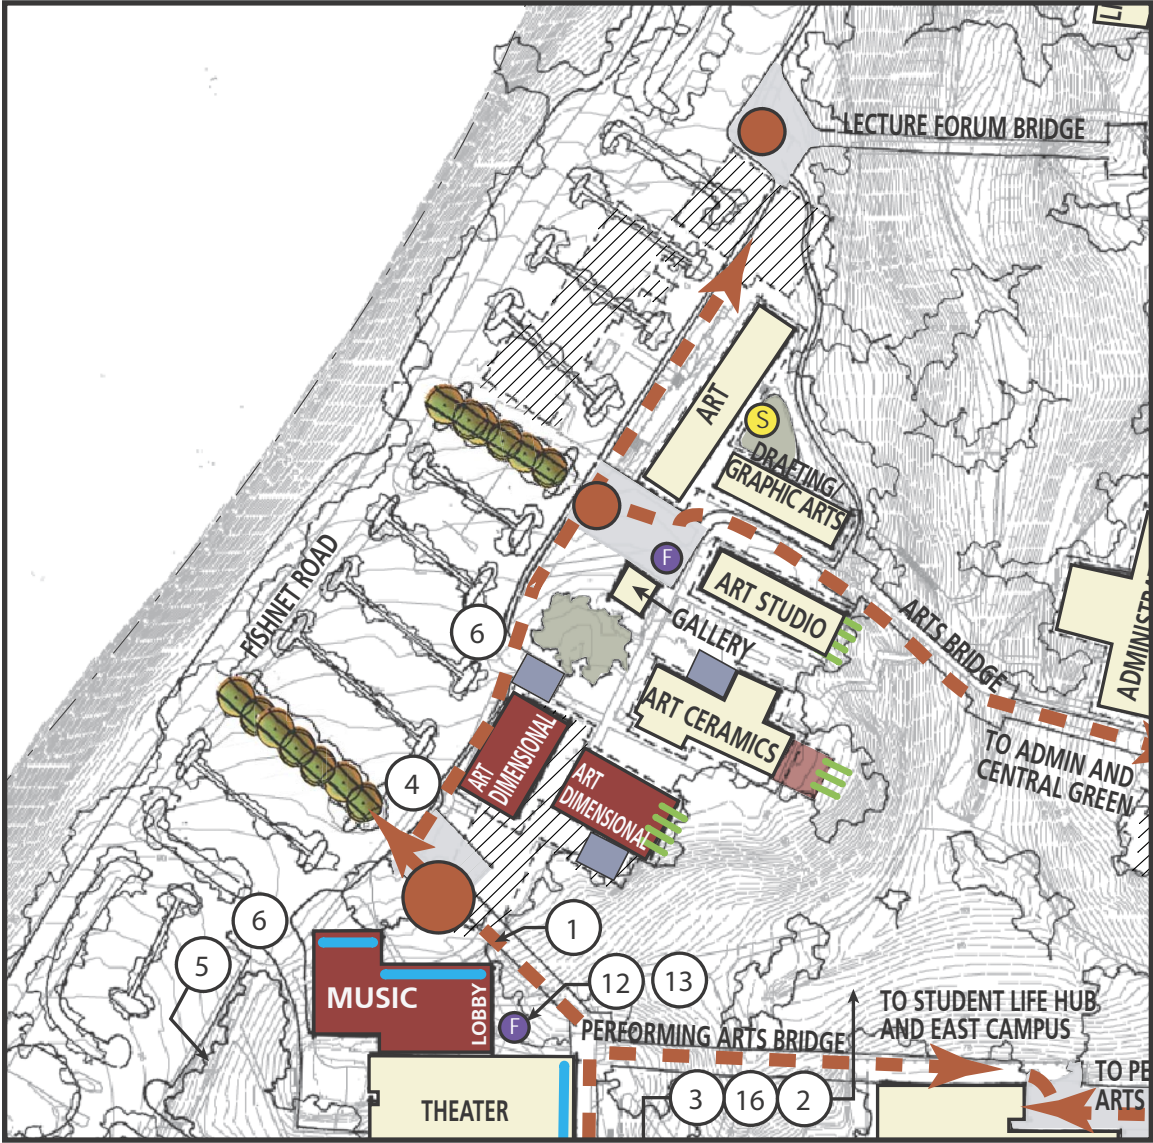 LECTURE FORUM BRIDGE
ART
S
DRAFTING/
GRAPHIC ARTS
F
ART STUDIO
GALLERY
FISHNET ROAD
6
ARTS BRIDGE
ART CERAMICS
TO ADMIN AND
CENTRAL GREEN
ART
DIMENSIONAL
ART
DIMENSIONAL
4
6
5
1
12
13
MUSIC
LOBBY
F
PERFORMING ARTS BRIDGE
TO STUDENT LIFE HUB
AND EAST CAMPUS
3
16
2
THEATER
ARTS